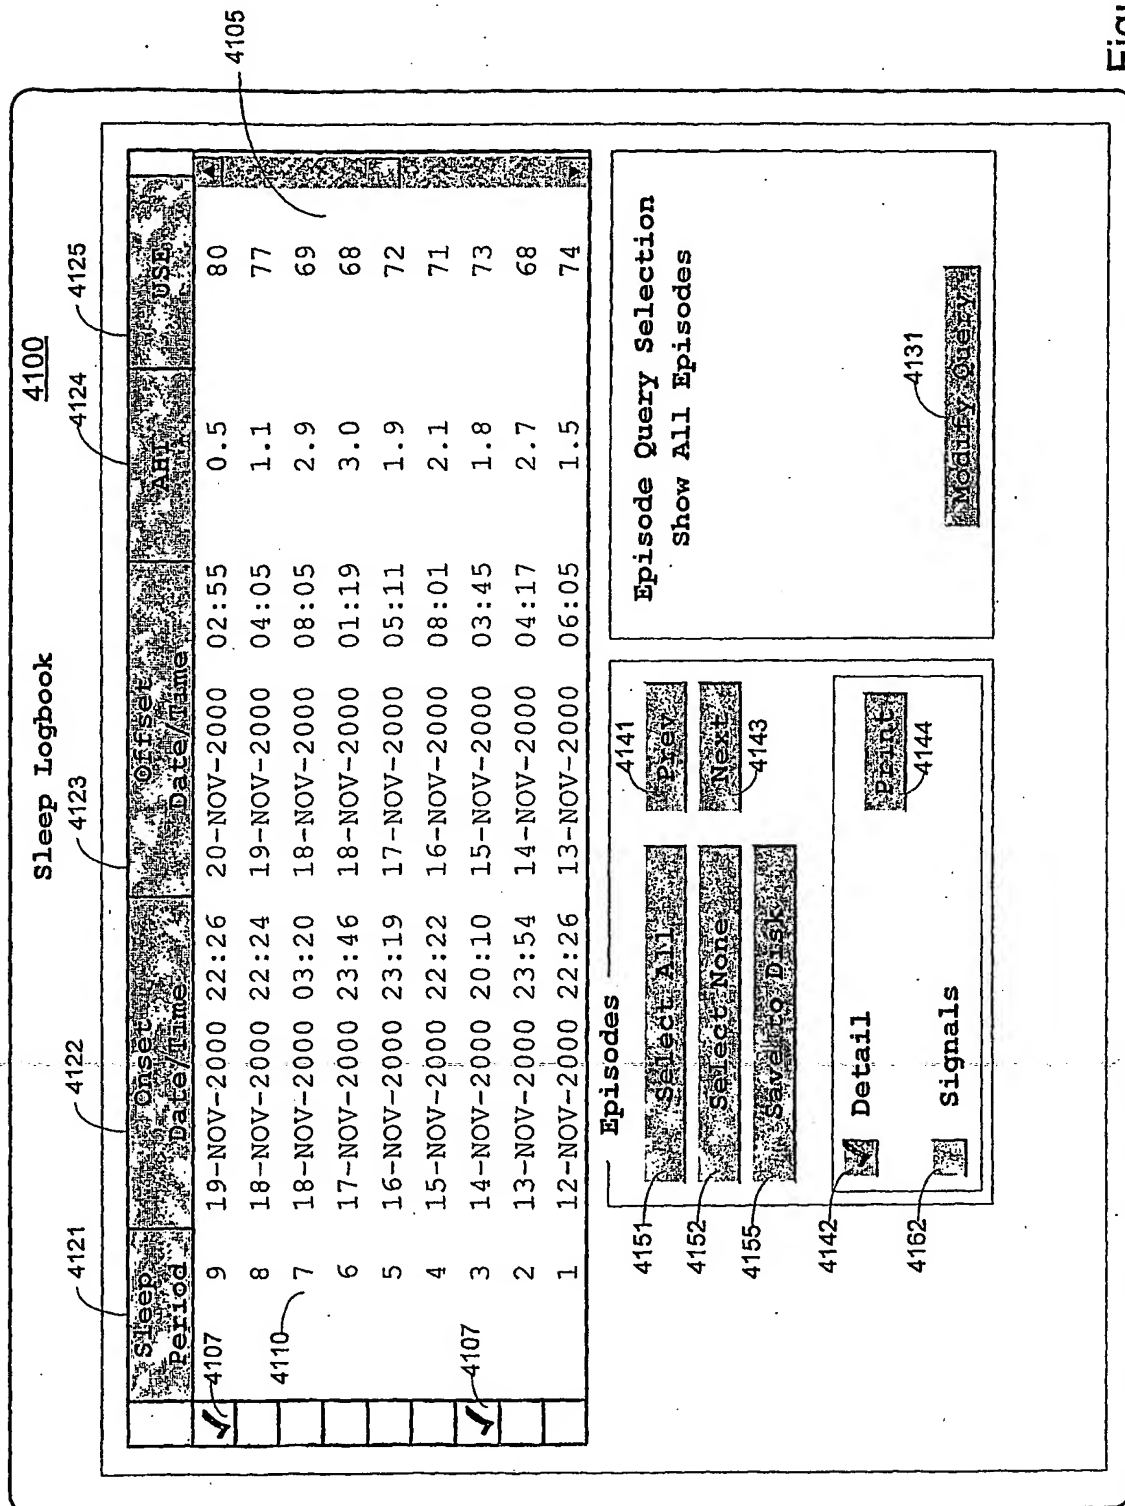 4100
Sleep Logbook
4121 4122 4123 4124 4125
Sleep Period Onset Date/Time Offset Date/Time AHI USE
9 19-NOV-2000 22:26 20-NOV-2000 02:55 0.5 80
8 18-NOV-2000 22:24 19-NOV-2000 04:05 1.1 77
7 18-NOV-2000 03:20 18-NOV-2000 08:05 2.9 69
6 17-NOV-2000 23:46 18-NOV-2000 01:19 3.0 68
5 16-NOV-2000 23:19 17-NOV-2000 05:11 1.9 72
4 15-NOV-2000 22:22 16-NOV-2000 08:01 2.1 71
3 14-NOV-2000 20:10 15-NOV-2000 03:45 1.8 73
2 13-NOV-2000 23:54 14-NOV-2000 04:17 2.7 68
1 12-NOV-2000 22:26 13-NOV-2000 06:05 1.5 74
4107
4110
4107
4105
Episodes
4151 Select All
4152 Select None
4155 Save to Disk
4141 Prev
Next 4143
4142 Detail
4162 Signals
Print 4144
Episode Query Selection
Show All Episodes
4131
Modify Query